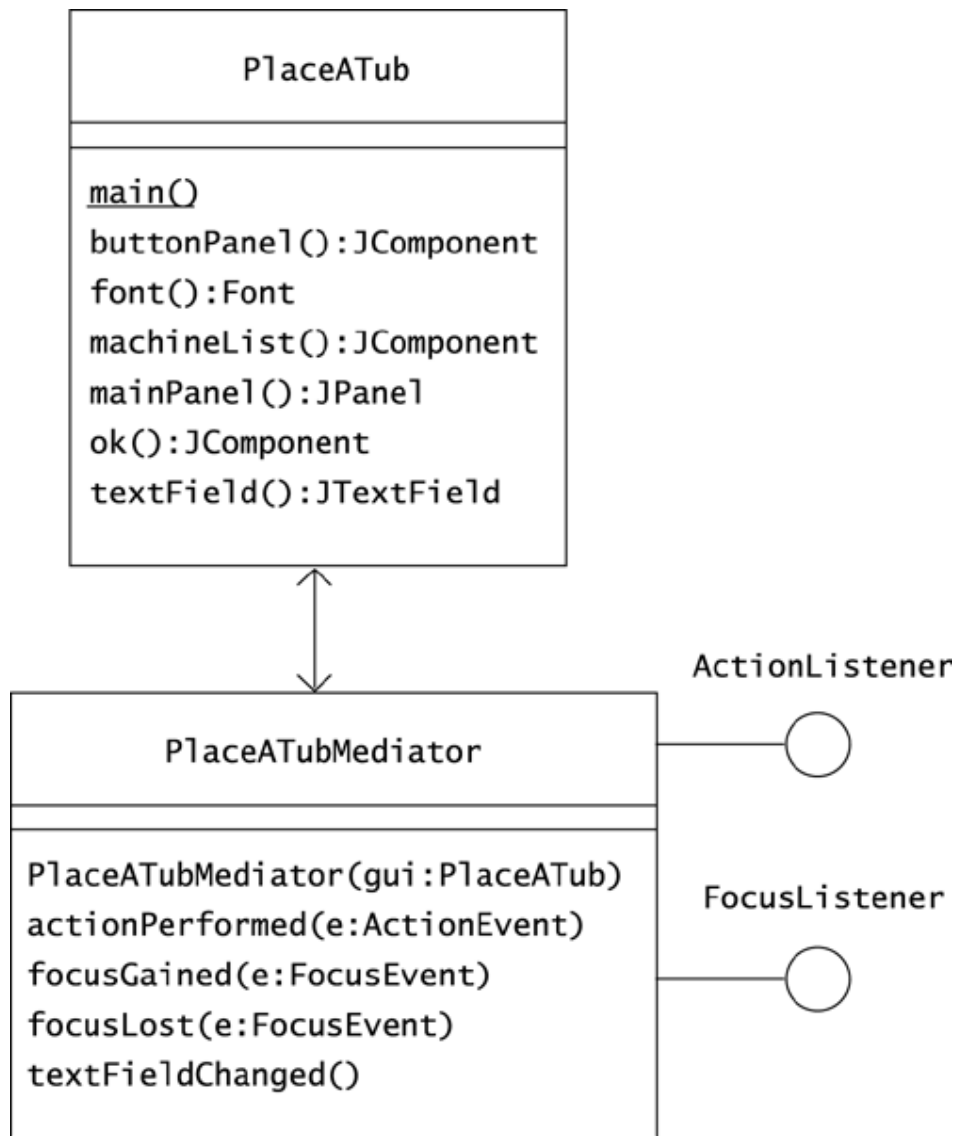 PlaceATub
main()
buttonPanel():JComponent
font():Font
machineList():JComponent
mainPanel():JPanel
ok():JComponent
textField():JTextField
ActionListener
PlaceATubMediator
PlaceATubMediator(gui:PlaceATub)
actionPerformed(e:ActionEvent)
focusGained(e:FocusEvent)
focusLost(e:FocusEvent)
textFieldChanged()
FocusListener